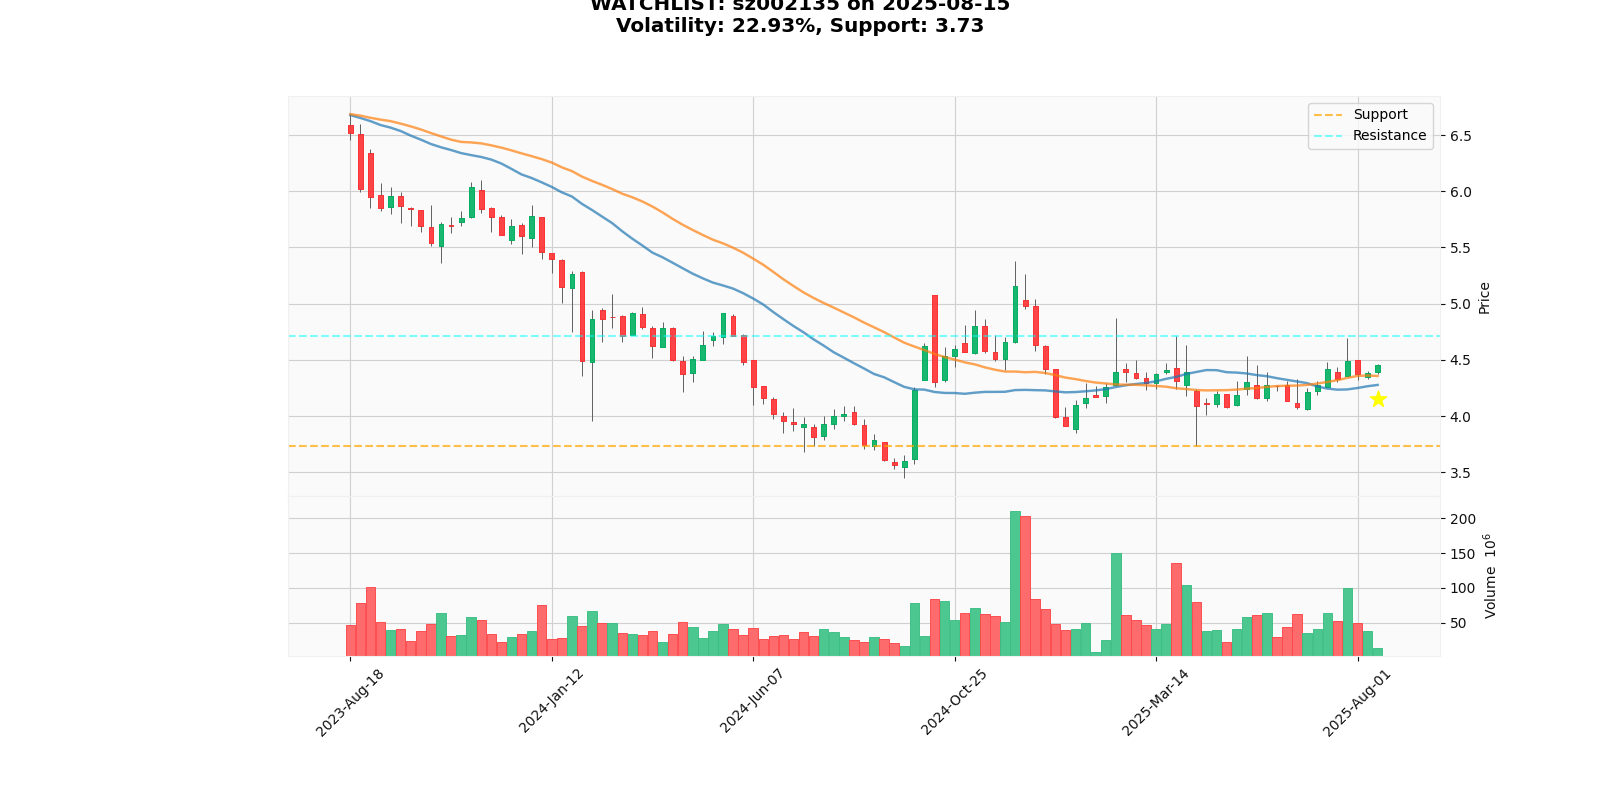 WATCHLIST: sz002135 on 2025-08-15
Volatility: 22.93%, Support: 3.73
Support
Resistance
6.5
6.0
5.5
5.0
4.5
4.0
3.5
Price
200
150
100
50
Volume 10⁶
2023-Aug-18
2024-Jan-12
2024-Jun-07
2024-Oct-25
2025-Mar-14
2025-Aug-01